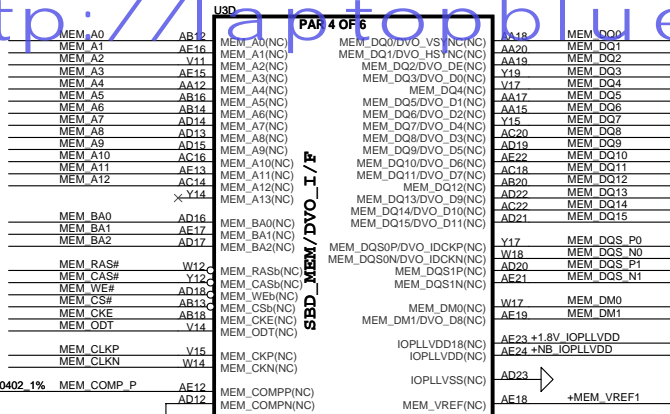 tp://laptopblue
U3D
PAR 4 OF 6
SBD_MEM/DVO_I/F
MEM_A0 AB12 MEM_A0(NC)
MEM_A1 AE16 MEM_A1(NC)
MEM_A2 V11 MEM_A2(NC)
MEM_A3 AE15 MEM_A3(NC)
MEM_A4 AA12 MEM_A4(NC)
MEM_A5 AB16 MEM_A5(NC)
MEM_A6 AB14 MEM_A6(NC)
MEM_A7 AD14 MEM_A7(NC)
MEM_A8 AD13 MEM_A8(NC)
MEM_A9 AD15 MEM_A9(NC)
MEM_A10 AC16 MEM_A10(NC)
MEM_A11 AE13 MEM_A11(NC)
MEM_A12 AC14 MEM_A12(NC)
Y14 MEM_A13(NC)
MEM_BA0 AD16 MEM_BA0(NC)
MEM_BA1 AE17 MEM_BA1(NC)
MEM_BA2 AD17 MEM_BA2(NC)
MEM_RAS# W12 MEM_RASb(NC)
MEM_CAS# Y12 MEM_CASb(NC)
MEM_WE# AD18 MEM_WEb(NC)
MEM_CS# AB13 MEM_CSb(NC)
MEM_CKE AB18 MEM_CKE(NC)
MEM_ODT V14 MEM_ODT(NC)
MEM_CLKP V15 MEM_CKP(NC)
MEM_CLKN W14 MEM_CKN(NC)
0402_1% MEM_COMP_P AE12 MEM_COMPP(NC)
AD12 MEM_COMPN(NC)
MEM_DQ0/DVO_VSYNC(NC) AA18 MEM_DQ0
MEM_DQ1/DVO_HSYNC(NC) AA20 MEM_DQ1
MEM_DQ2/DVO_DE(NC) AA19 MEM_DQ2
MEM_DQ3/DVO_D0(NC) Y19 MEM_DQ3
MEM_DQ4(NC) V17 MEM_DQ4
MEM_DQ5/DVO_D1(NC) AA17 MEM_DQ5
MEM_DQ6/DVO_D2(NC) AA15 MEM_DQ6
MEM_DQ7/DVO_D4(NC) Y15 MEM_DQ7
MEM_DQ8/DVO_D3(NC) AC20 MEM_DQ8
MEM_DQ9/DVO_D5(NC) AD19 MEM_DQ9
MEM_DQ10/DVO_D6(NC) AE22 MEM_DQ10
MEM_DQ11/DVO_D7(NC) AC18 MEM_DQ11
MEM_DQ12(NC) AB20 MEM_DQ12
MEM_DQ13/DVO_D9(NC) AD22 MEM_DQ13
MEM_DQ14/DVO_D10(NC) AC22 MEM_DQ14
MEM_DQ15/DVO_D11(NC) AD21 MEM_DQ15
MEM_DQS0P/DVO_IDCKP(NC) Y17 MEM_DQS_P0
MEM_DQS0N/DVO_IDCKN(NC) W18 MEM_DQS_N0
MEM_DQS1P(NC) AD20 MEM_DQS_P1
MEM_DQS1N(NC) AE21 MEM_DQS_N1
MEM_DM0(NC) W17 MEM_DM0
MEM_DM1/DVO_D8(NC) AE19 MEM_DM1
IOPLLVDD18(NC) AE23 +1.8V_IOPLLVDD
IOPLLVDD(NC) AE24 +NB_IOPLLVDD
IOPLLVSS(NC) AD23
MEM_VREF(NC) AE18 +MEM_VREF1